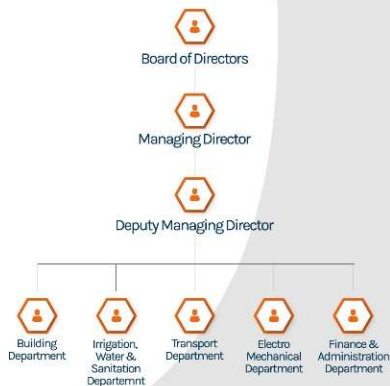 Board of Directors
Managing Director
Deputy Managing Director
Building
Department
Irrigation,
Water &
Sanitation
Departemnt
Transport
Department
Electro
Mechanical
Department
Finance &
Administration
Department